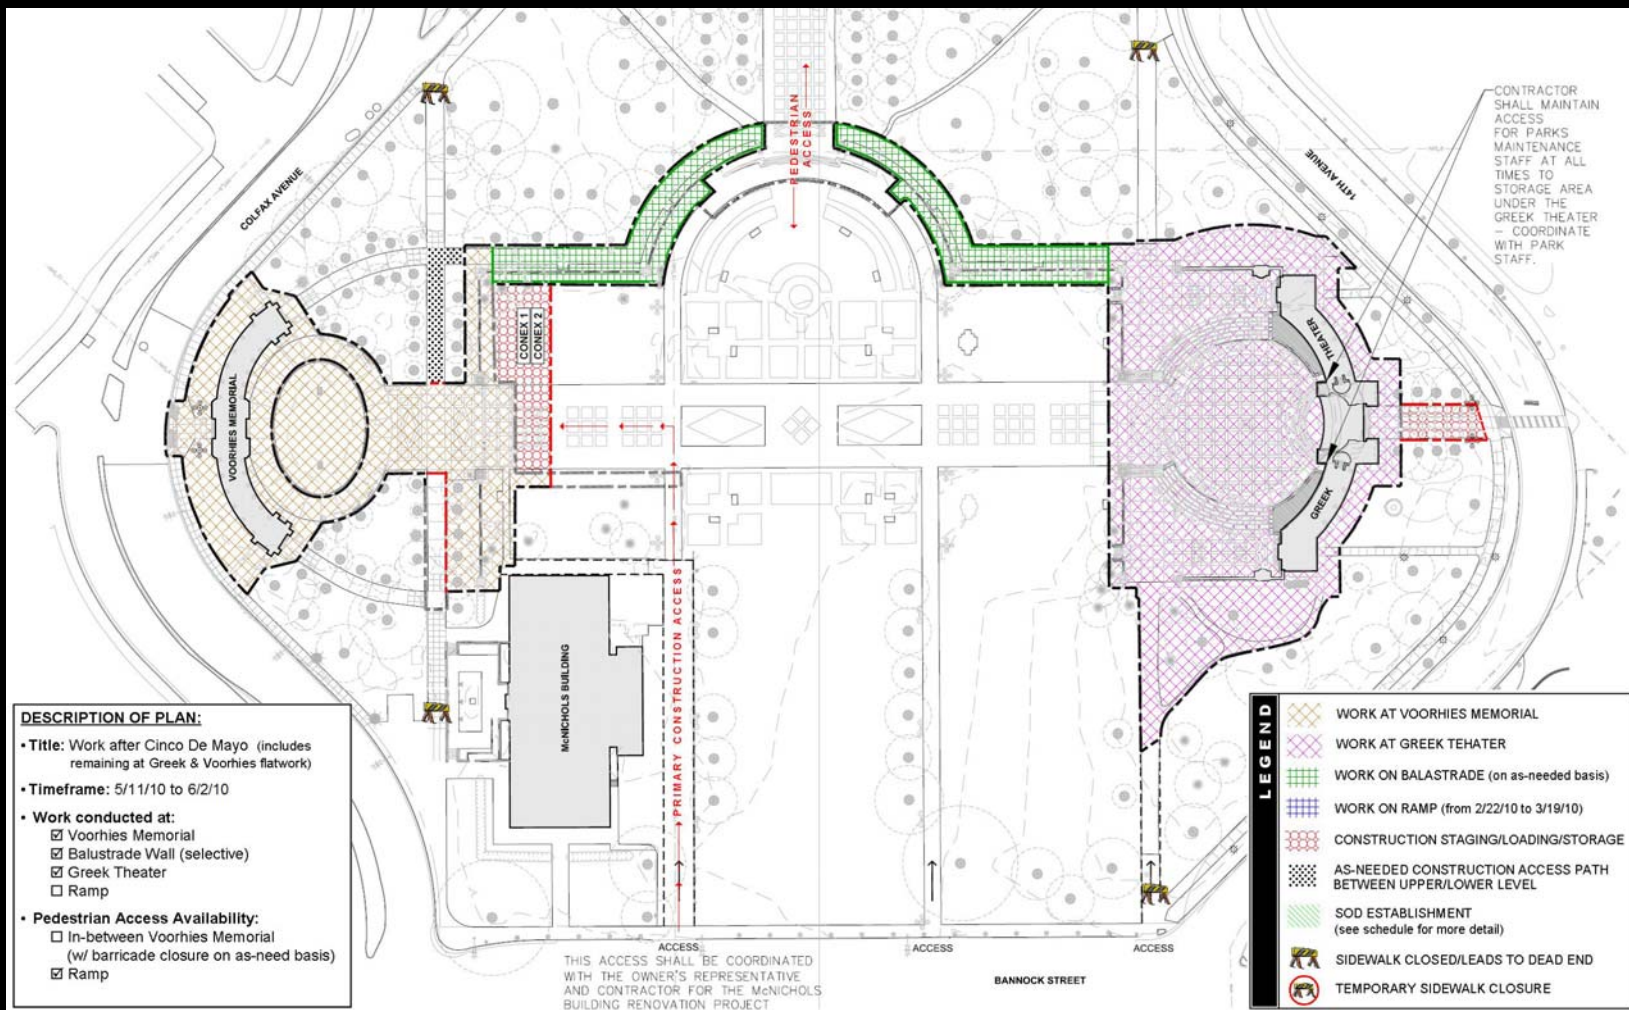 CONTRACTOR
SHALL MAINTAIN
ACCESS
FOR PARKS
MAINTENANCE
STAFF AT ALL
TIMES TO
STORAGE AREA
UNDER THE
GREEK THEATER
- COORDINATE
WITH PARK
STAFF.
COLFAX AVENUE
14TH AVENUE
PEDESTRIAN
ACCESS
CONEX 1
CONEX 2
VOORHIES MEMORIAL
THEATER
GREEK
McNICHOLS BUILDING
PRIMARY CONSTRUCTION ACCESS
ACCESS
ACCESS
ACCESS
THIS ACCESS SHALL BE COORDINATED
WITH THE OWNER'S REPRESENTATIVE
AND CONTRACTOR FOR THE McNICHOLS
BUILDING RENOVATION PROJECT
BANNOCK STREET
DESCRIPTION OF PLAN:
• Title: Work after Cinco De Mayo (includes
remaining at Greek & Voorhies flatwork)
• Timeframe: 5/11/10 to 6/2/10
• Work conducted at:
☑ Voorhies Memorial
☑ Balustrade Wall (selective)
☑ Greek Theater
☐ Ramp
• Pedestrian Access Availability:
☐ In-between Voorhies Memorial
(w/ barricade closure on as-need basis)
☑ Ramp
LEGEND
WORK AT VOORHIES MEMORIAL
WORK AT GREEK TEHATER
WORK ON BALASTRADE (on as-needed basis)
WORK ON RAMP (from 2/22/10 to 3/19/10)
CONSTRUCTION STAGING/LOADING/STORAGE
AS-NEEDED CONSTRUCTION ACCESS PATH
BETWEEN UPPER/LOWER LEVEL
SOD ESTABLISHMENT
(see schedule for more detail)
SIDEWALK CLOSED/LEADS TO DEAD END
TEMPORARY SIDEWALK CLOSURE